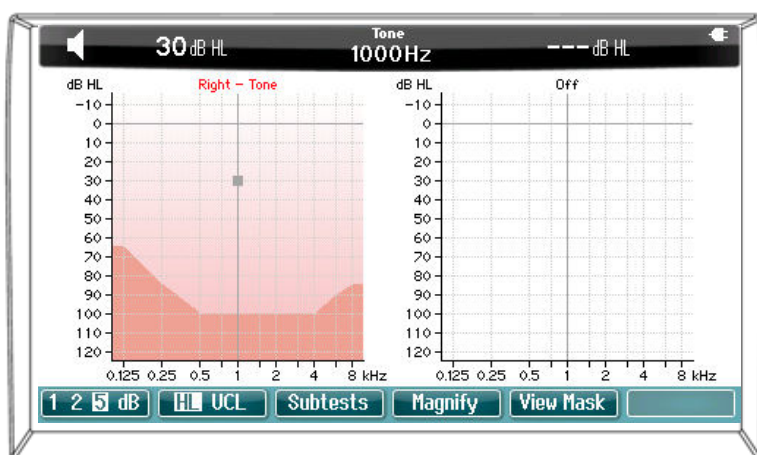 30 dB HL Tone ---dB HL
1000Hz
dB HL Right - Tone dB HL Off
-10 -10
0 0
10 10
20 20
30 30
40 40
50 50
60 60
70 70
80 80
90 90
100 100
110 110
120 120
0.125 0.25 0.5 1 2 4 8 kHz 0.125 0.25 0.5 1 2 4 8 kHz
1 2 5 dB HL UCL Subtests Magnify View Mask